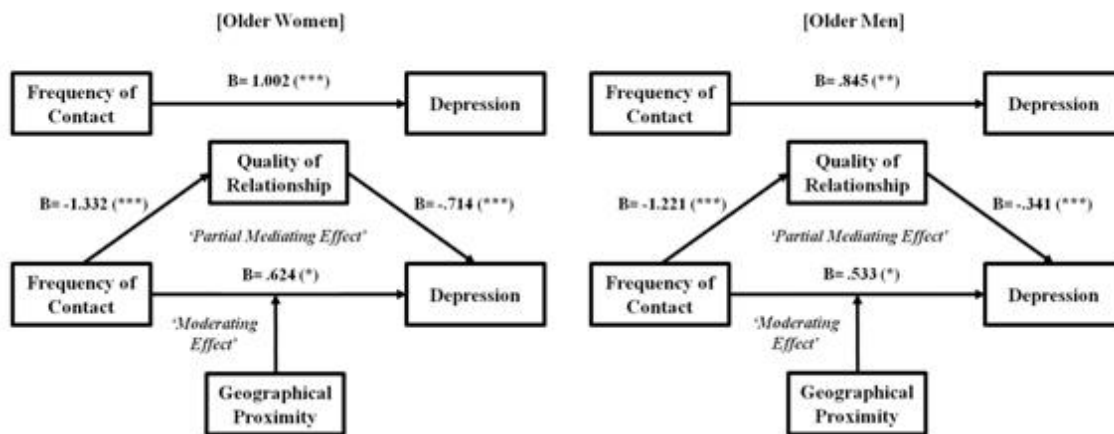 [Older Women]
B= 1.002 (***)
Frequency of
Contact
Depression
Quality of
Relationship
B= -1.332 (***)
B= -.714 (***)
‘Partial Mediating Effect’
B= .624 (*)
Frequency of
Contact
Depression
‘Moderating
Effect’
Geographical
Proximity
[Older Men]
B= .845 (**)
Frequency of
Contact
Depression
Quality of
Relationship
B= -1.221 (***)
B= -.341 (***)
‘Partial Mediating Effect’
B= .533 (*)
Frequency of
Contact
Depression
‘Moderating
Effect’
Geographical
Proximity